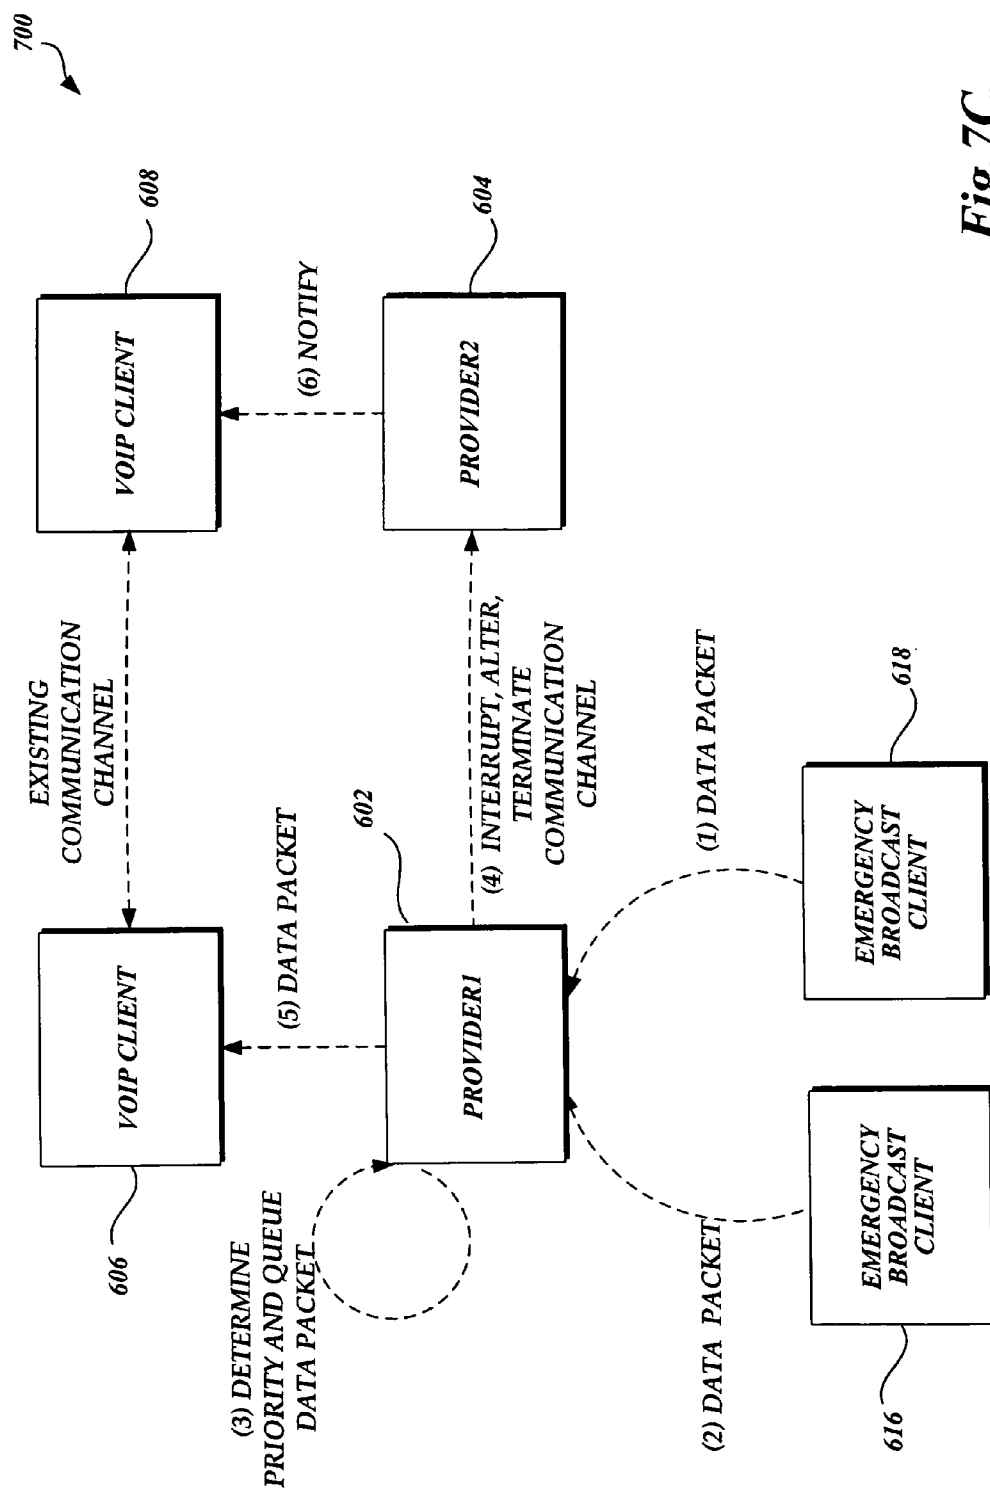 700
608
VOIP CLIENT
EXISTING
COMMUNICATION
CHANNEL
VOIP CLIENT
606
(6) NOTIFY
(5) DATA PACKET
604
PROVIDER2
(4) INTERRUPT, ALTER,
TERMINATE
COMMUNICATION
CHANNEL
602
PROVIDER1
(3) DETERMINE
PRIORITY AND QUEUE
DATA PACKET
(1) DATA PACKET
(2) DATA PACKET
618
EMERGENCY
BROADCAST
CLIENT
EMERGENCY
BROADCAST
CLIENT
616
Fig.7C.